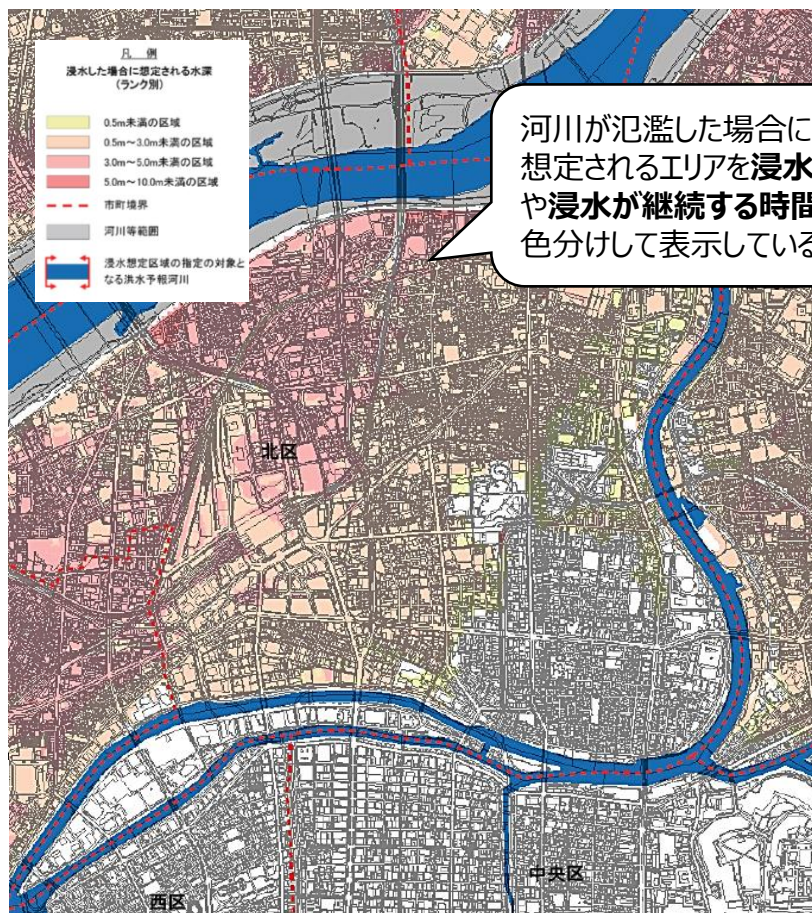 凡　例
浸水した場合に想定される水深
（ランク別）
0.5m未満の区域
0.5m～3.0m未満の区域
3.0m～5.0m未満の区域
5.0m～10.0m未満の区域
市町境界
河川等範囲
浸水想定区域の指定の対象と
なる洪水予報河川
河川が氾濫した場合に
想定されるエリアを浸水
や浸水が継続する時間
色分けして表示している
北区
中央区
西区